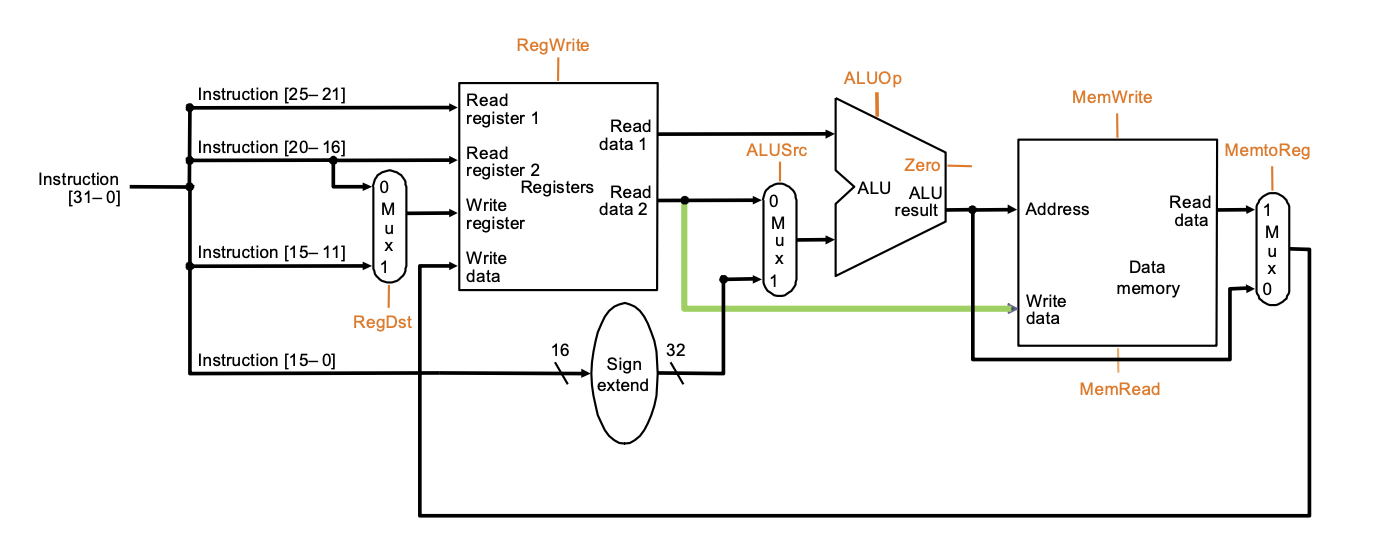 RegWrite
ALUOp
MemWrite
Instruction [25– 21]
Read
register 1
Read
data 1
Instruction [20– 16]
Read
register 2
ALUSrc
Zero
MemtoReg
Instruction
[31– 0]
0
M
u
x
1
Registers
Write
register
Read
data 2
0
M
u
x
1
ALU
ALU
result
Address
Read
data
1
M
u
x
0
Instruction [15– 11]
Write
data
Data
memory
Write
data
RegDst
Instruction [15– 0]
16
Sign
extend
32
MemRead